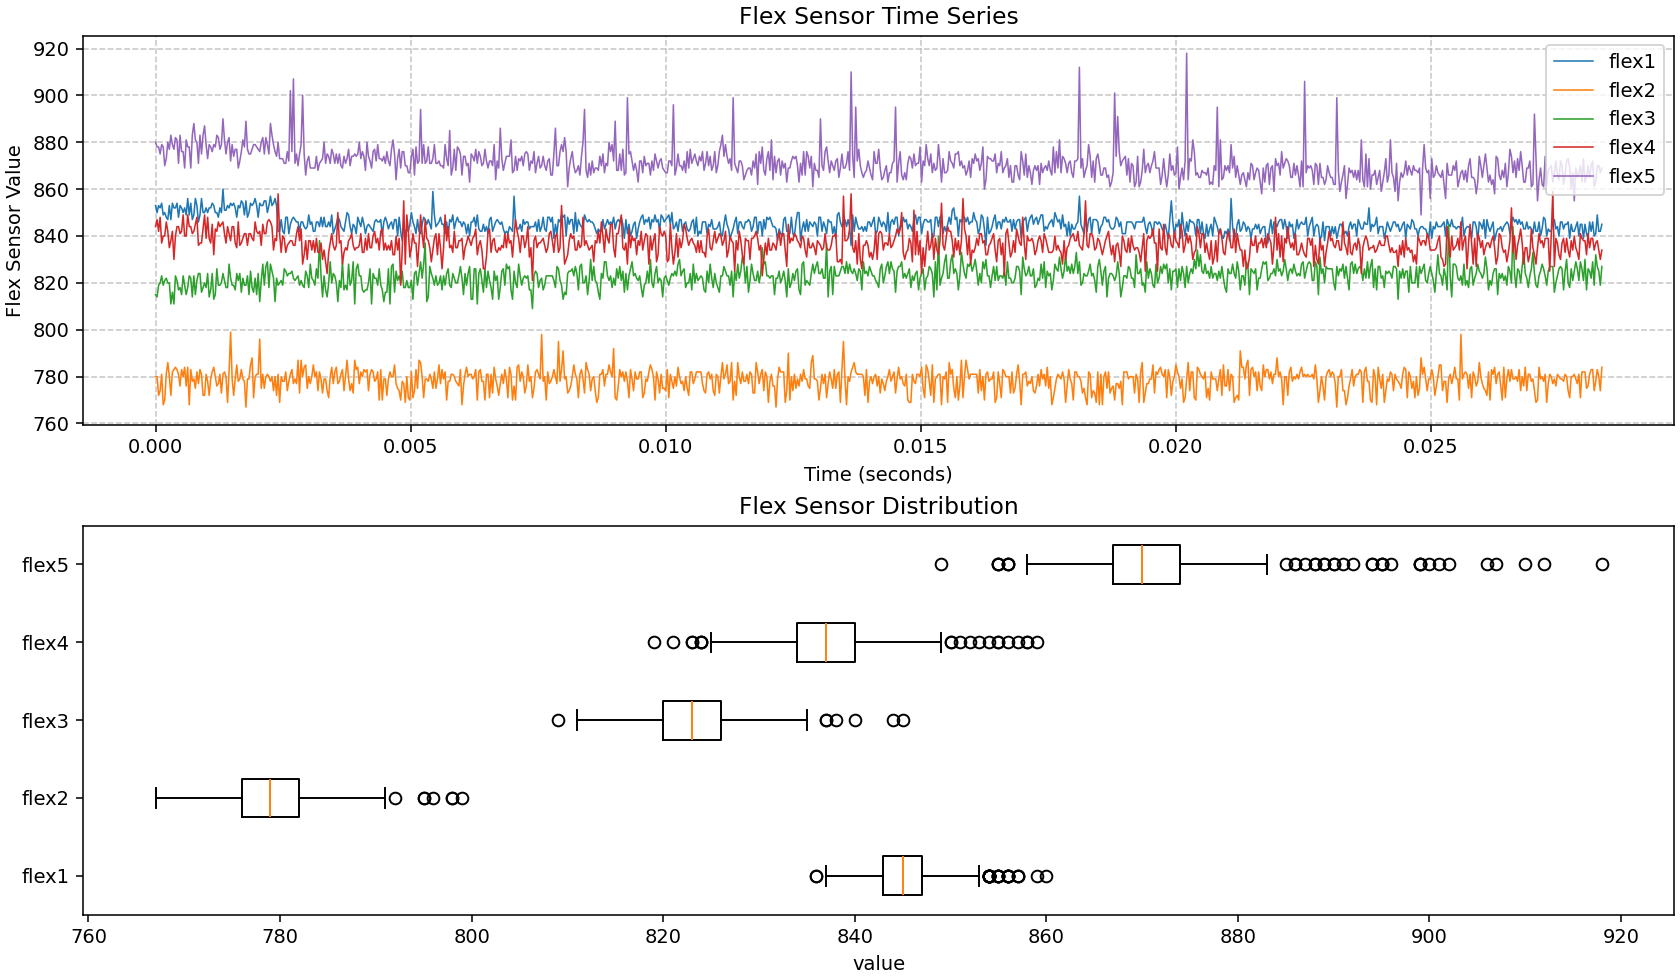 Flex Sensor Time Series
Flex Sensor Value
920
900
880
860
840
820
800
780
760
flex1
flex2
flex3
flex4
flex5
0.000 0.005 0.010 0.015 0.020 0.025
Time (seconds)
Flex Sensor Distribution
flex5
flex4
flex3
flex2
flex1
760 780 800 820 840 860 880 900 920
value